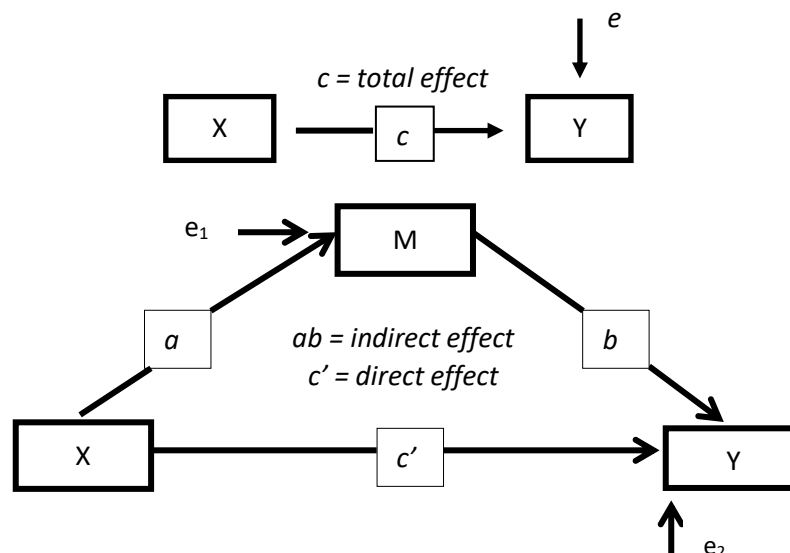 e
c = total effect
X
c
Y
e₁
M
a
ab = indirect effect
b
c’ = direct effect
X
c’
Y
e₂